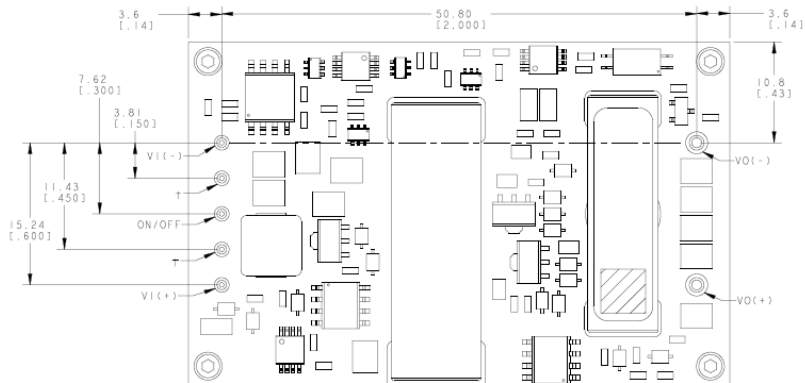 3.6
[.14]
50.80
[2.000]
3.6
[.14]
7.62
[.300]
3.81
[.150]
10.8
[.43]
VI(-)
VO(-)
T
11.43
[.450]
ON/OFF
15.24
[.600]
T
VI(+)
VO(+)